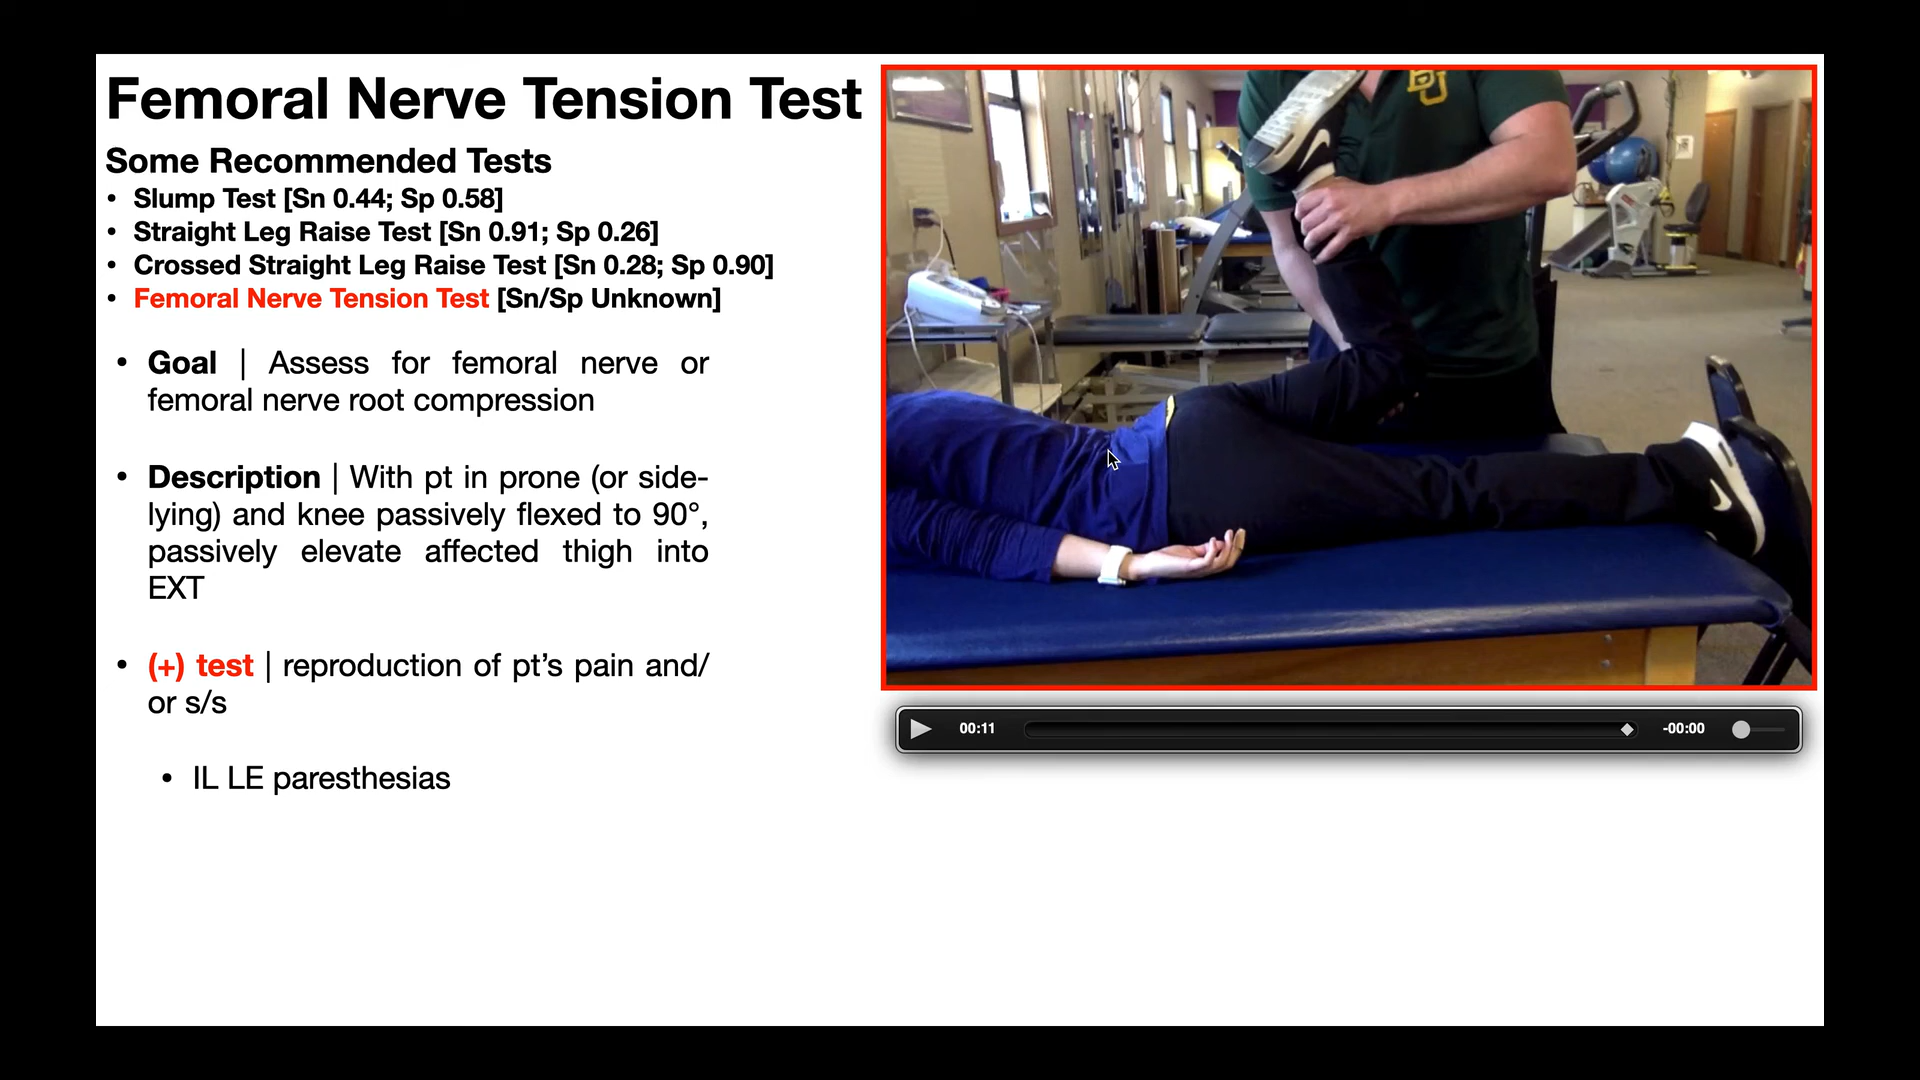 Femoral Nerve Tension Test
Some Recommended Tests
• Slump Test [Sn 0.44; Sp 0.58]
• Straight Leg Raise Test [Sn 0.91; Sp 0.26]
• Crossed Straight Leg Raise Test [Sn 0.28; Sp 0.90]
• Femoral Nerve Tension Test [Sn/Sp Unknown]
• Goal | Assess for femoral nerve or
femoral nerve root compression
• Description | With pt in prone (or side-
lying) and knee passively flexed to 90°,
passively elevate affected thigh into
EXT
• (+) test | reproduction of pt’s pain and/
or s/s
• IL LE paresthesias
BU
00:11
-00:00